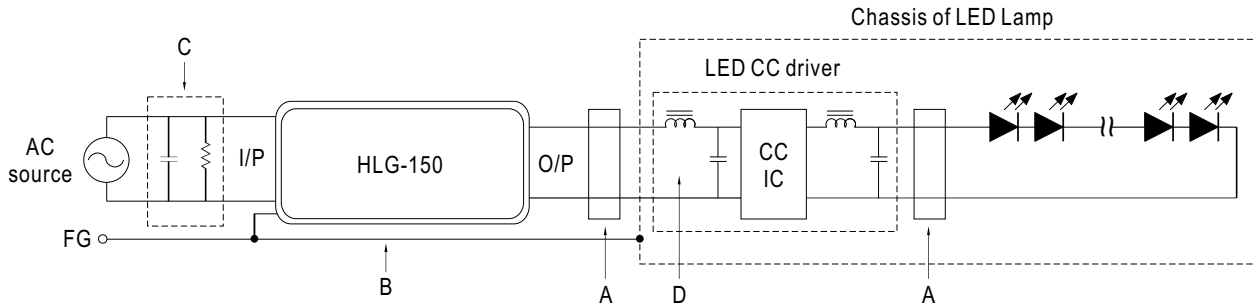 Chassis of LED Lamp
C
LED CC driver
AC
source
I/P
HLG-150
O/P
CC
IC
FG
B
A
D
A